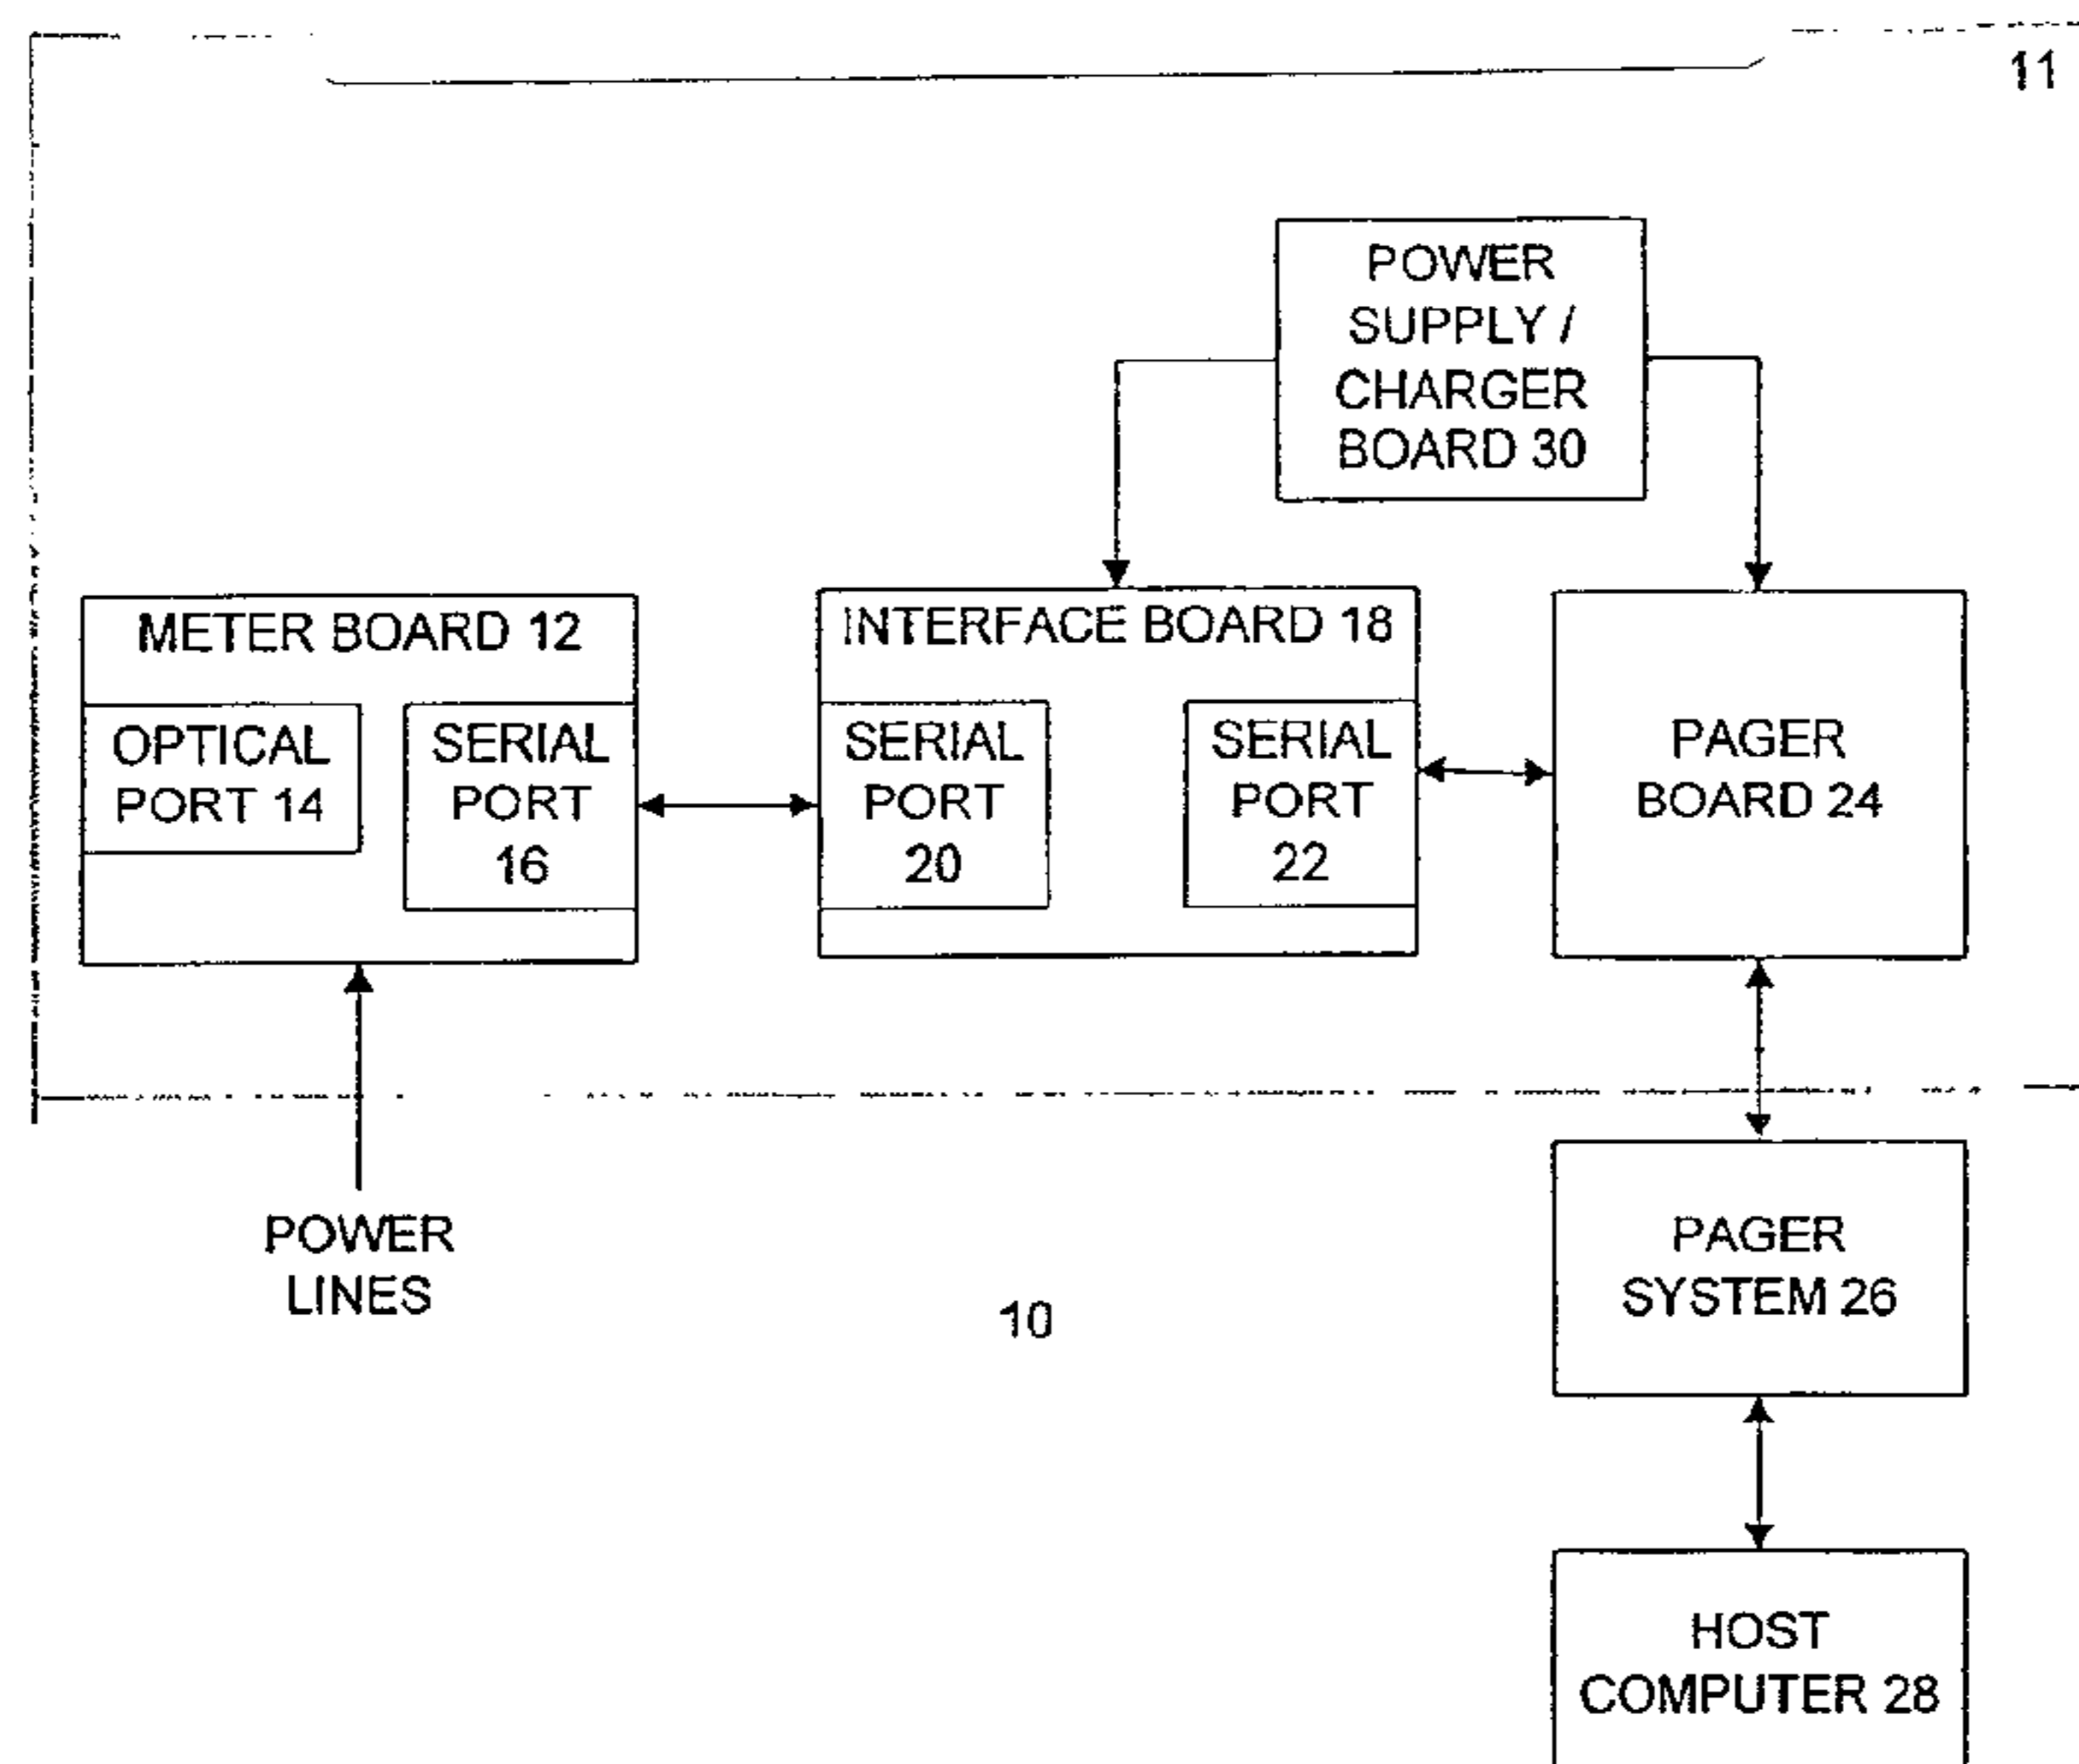 11
POWER
SUPPLY /
CHARGER
BOARD 30
METER BOARD 12
OPTICAL
PORT 14
SERIAL
PORT
16
INTERFACE BOARD 18
SERIAL
PORT
20
SERIAL
PORT
22
PAGER
BOARD 24
POWER
LINES
10
PAGER
SYSTEM 26
HOST
COMPUTER 28